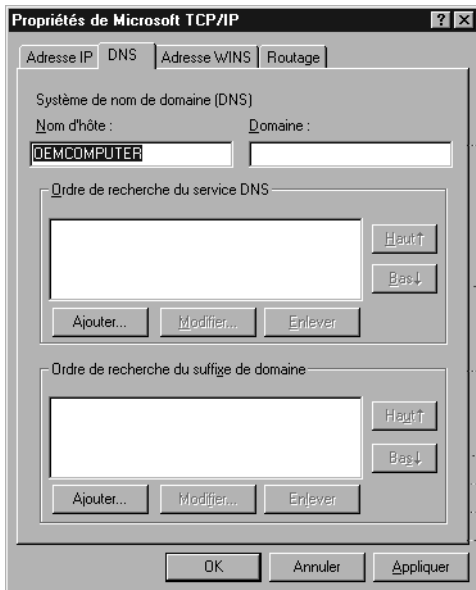 Propriétés de Microsoft TCP/IP
Adresse IP DNS Adresse WINS Routage
Système de nom de domaine (DNS)
Nom d'hôte : Domaine :
OEMCOMPUTER
Ordre de recherche du service DNS
Haut↑
Bas↓
Ajouter... Modifier... Enlever
Ordre de recherche du suffixe de domaine
Haut↑
Bas↓
Ajouter... Modifier... Enlever
OK Annuler Appliquer